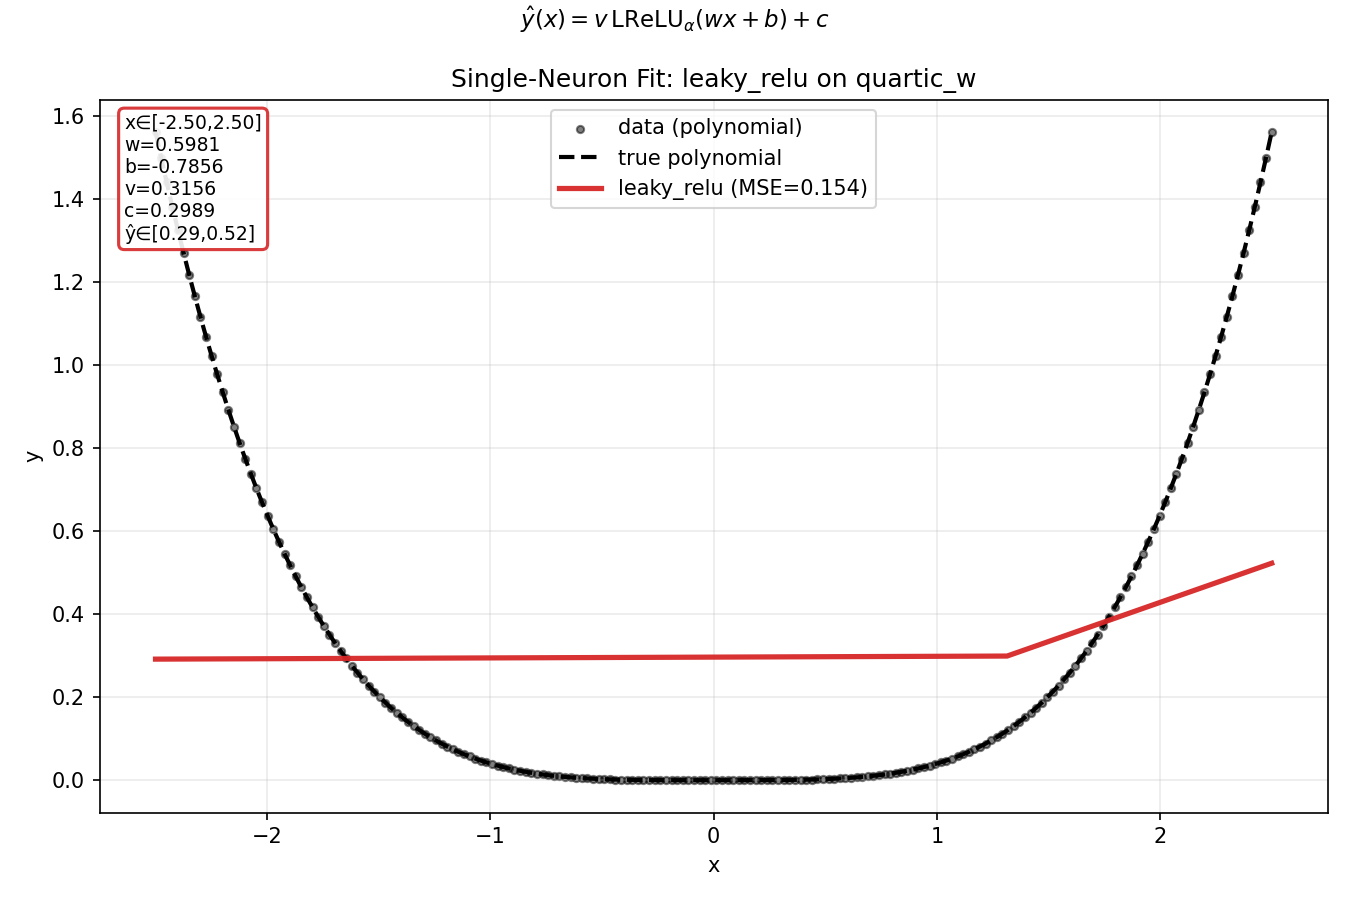 ŷ(x) = v LReLU_α(wx + b) + c
Single-Neuron Fit: leaky_relu on quartic_w
x∈[-2.50,2.50]
w=0.5981
b=-0.7856
v=0.3156
c=0.2989
ŷ∈[0.29,0.52]
data (polynomial)
true polynomial
leaky_relu (MSE=0.154)
1.6
1.4
1.2
1.0
0.8
0.6
0.4
0.2
0.0
y
−2
−1
0
1
2
x